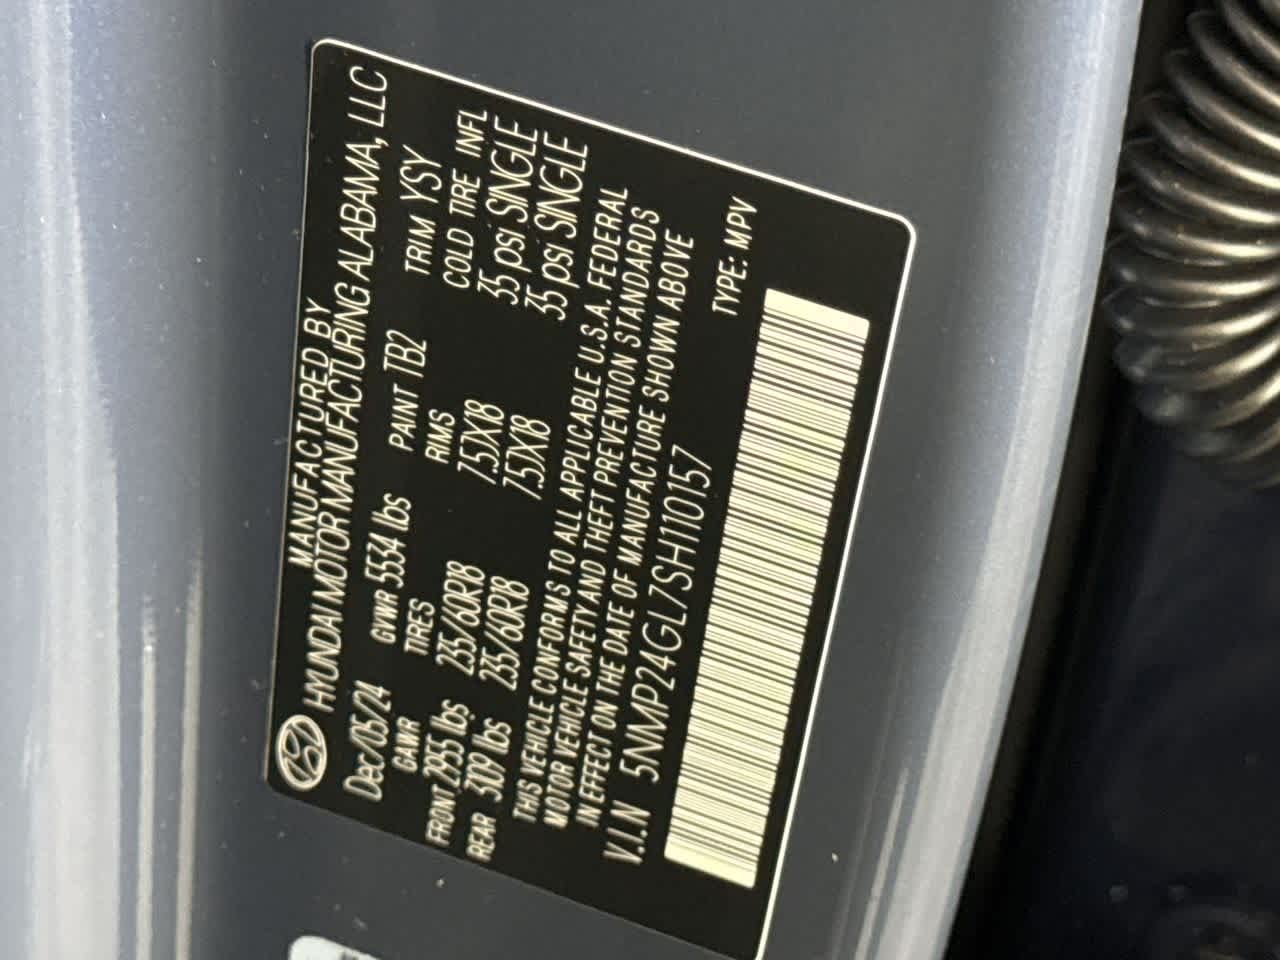 MANUFACTURED BY
HYUNDAI MOTOR MANUFACTURING ALABAMA, LLC
Dec/05/24 GVWR 5534 lbs PAINT TB2 TRIM YSY
GAWR TIRES RIMS COLD TIRE INFL
FRONT 2955 lbs 235/60R18 7.5JX18 35 psi SINGLE
REAR 3109 lbs 235/60R18 7.5JX18 35 psi SINGLE
THIS VEHICLE CONFORMS TO ALL APPLICABLE U.S.A. FEDERAL
MOTOR VEHICLE SAFETY AND THEFT PREVENTION STANDARDS
IN EFFECT ON THE DATE OF MANUFACTURE SHOWN ABOVE
V.I.N 5NMP24GL7SH110157 TYPE: MPV